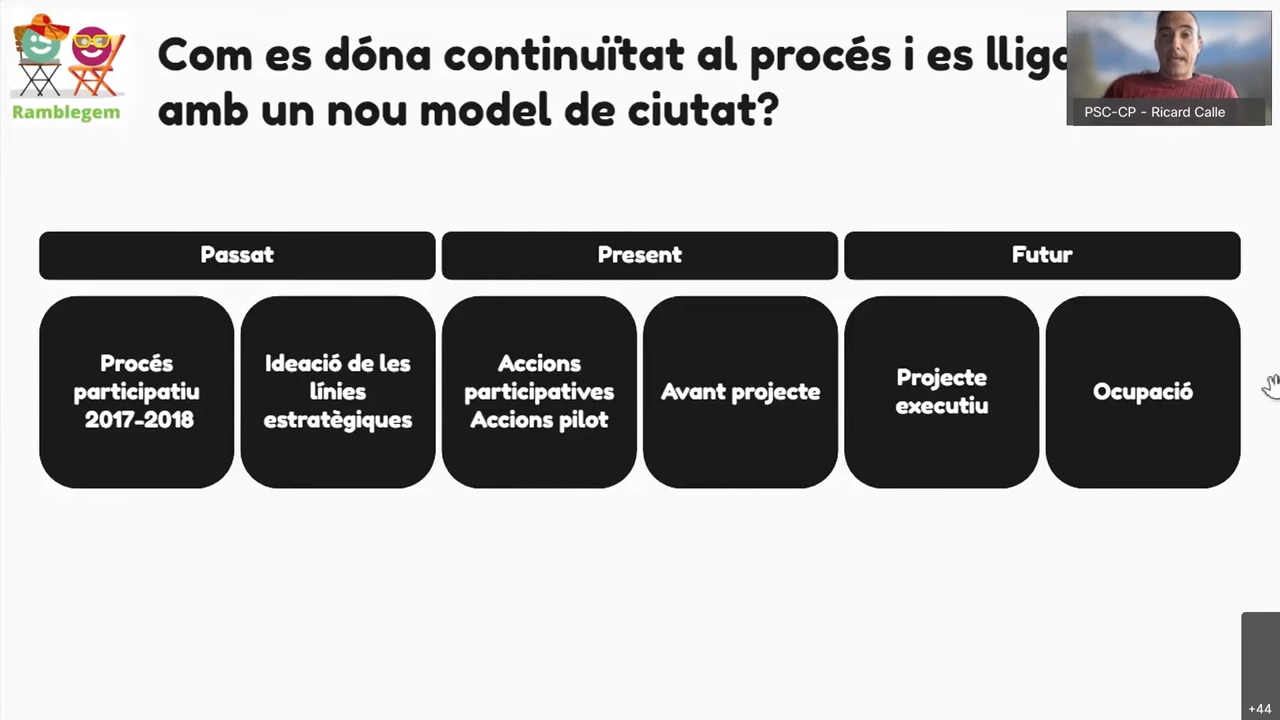 Ramblegem
Com es dóna continuïtat al procés i es lliga
amb un nou model de ciutat?
PSC-CP - Ricard Calle
Passat
Present
Futur
Procés
participatiu
2017-2018
Ideació de les
línies
estratègiques
Accions
participatives
Accions pilot
Avant projecte
Projecte
executiu
Ocupació
+44